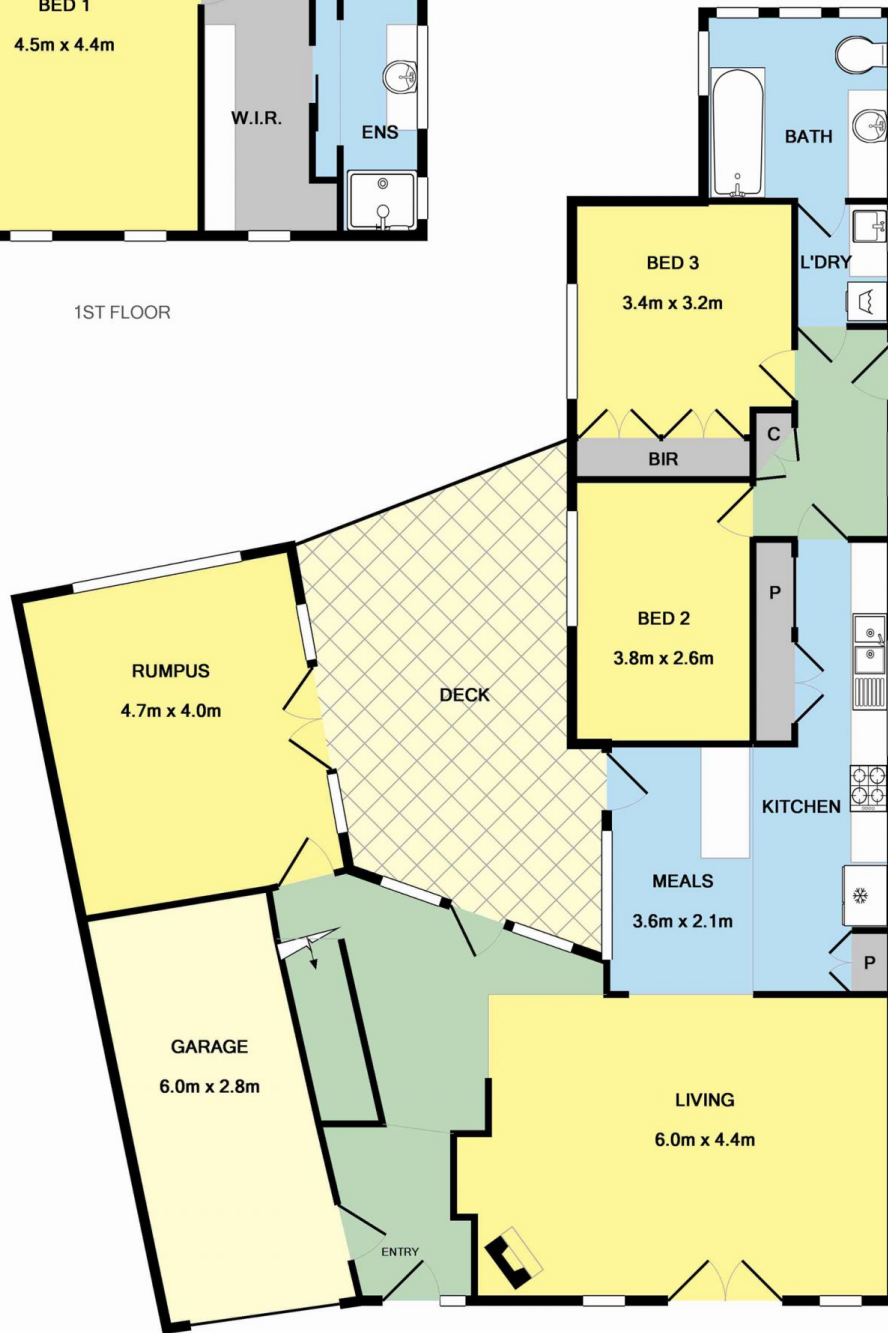 BED 1
4.5m x 4.4m
W.I.R.
ENS
1ST FLOOR
BATH
BED 3
3.4m x 3.2m
L'DRY
C
BIR
BED 2
3.8m x 2.6m
P
RUMPUS
4.7m x 4.0m
DECK
KITCHEN
MEALS
3.6m x 2.1m
P
GARAGE
6.0m x 2.8m
LIVING
6.0m x 4.4m
ENTRY